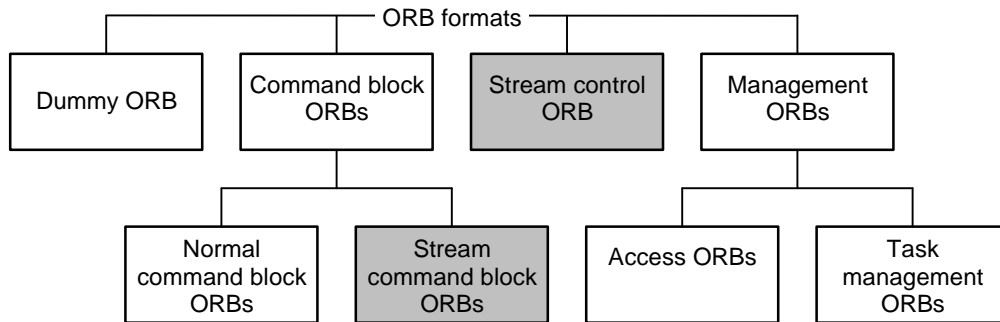 ORB formats
Dummy ORB
Command block
ORBs
Stream control
ORB
Management
ORBs
Normal
command block
ORBs
Stream
command block
ORBs
Access ORBs
Task
management
ORBs